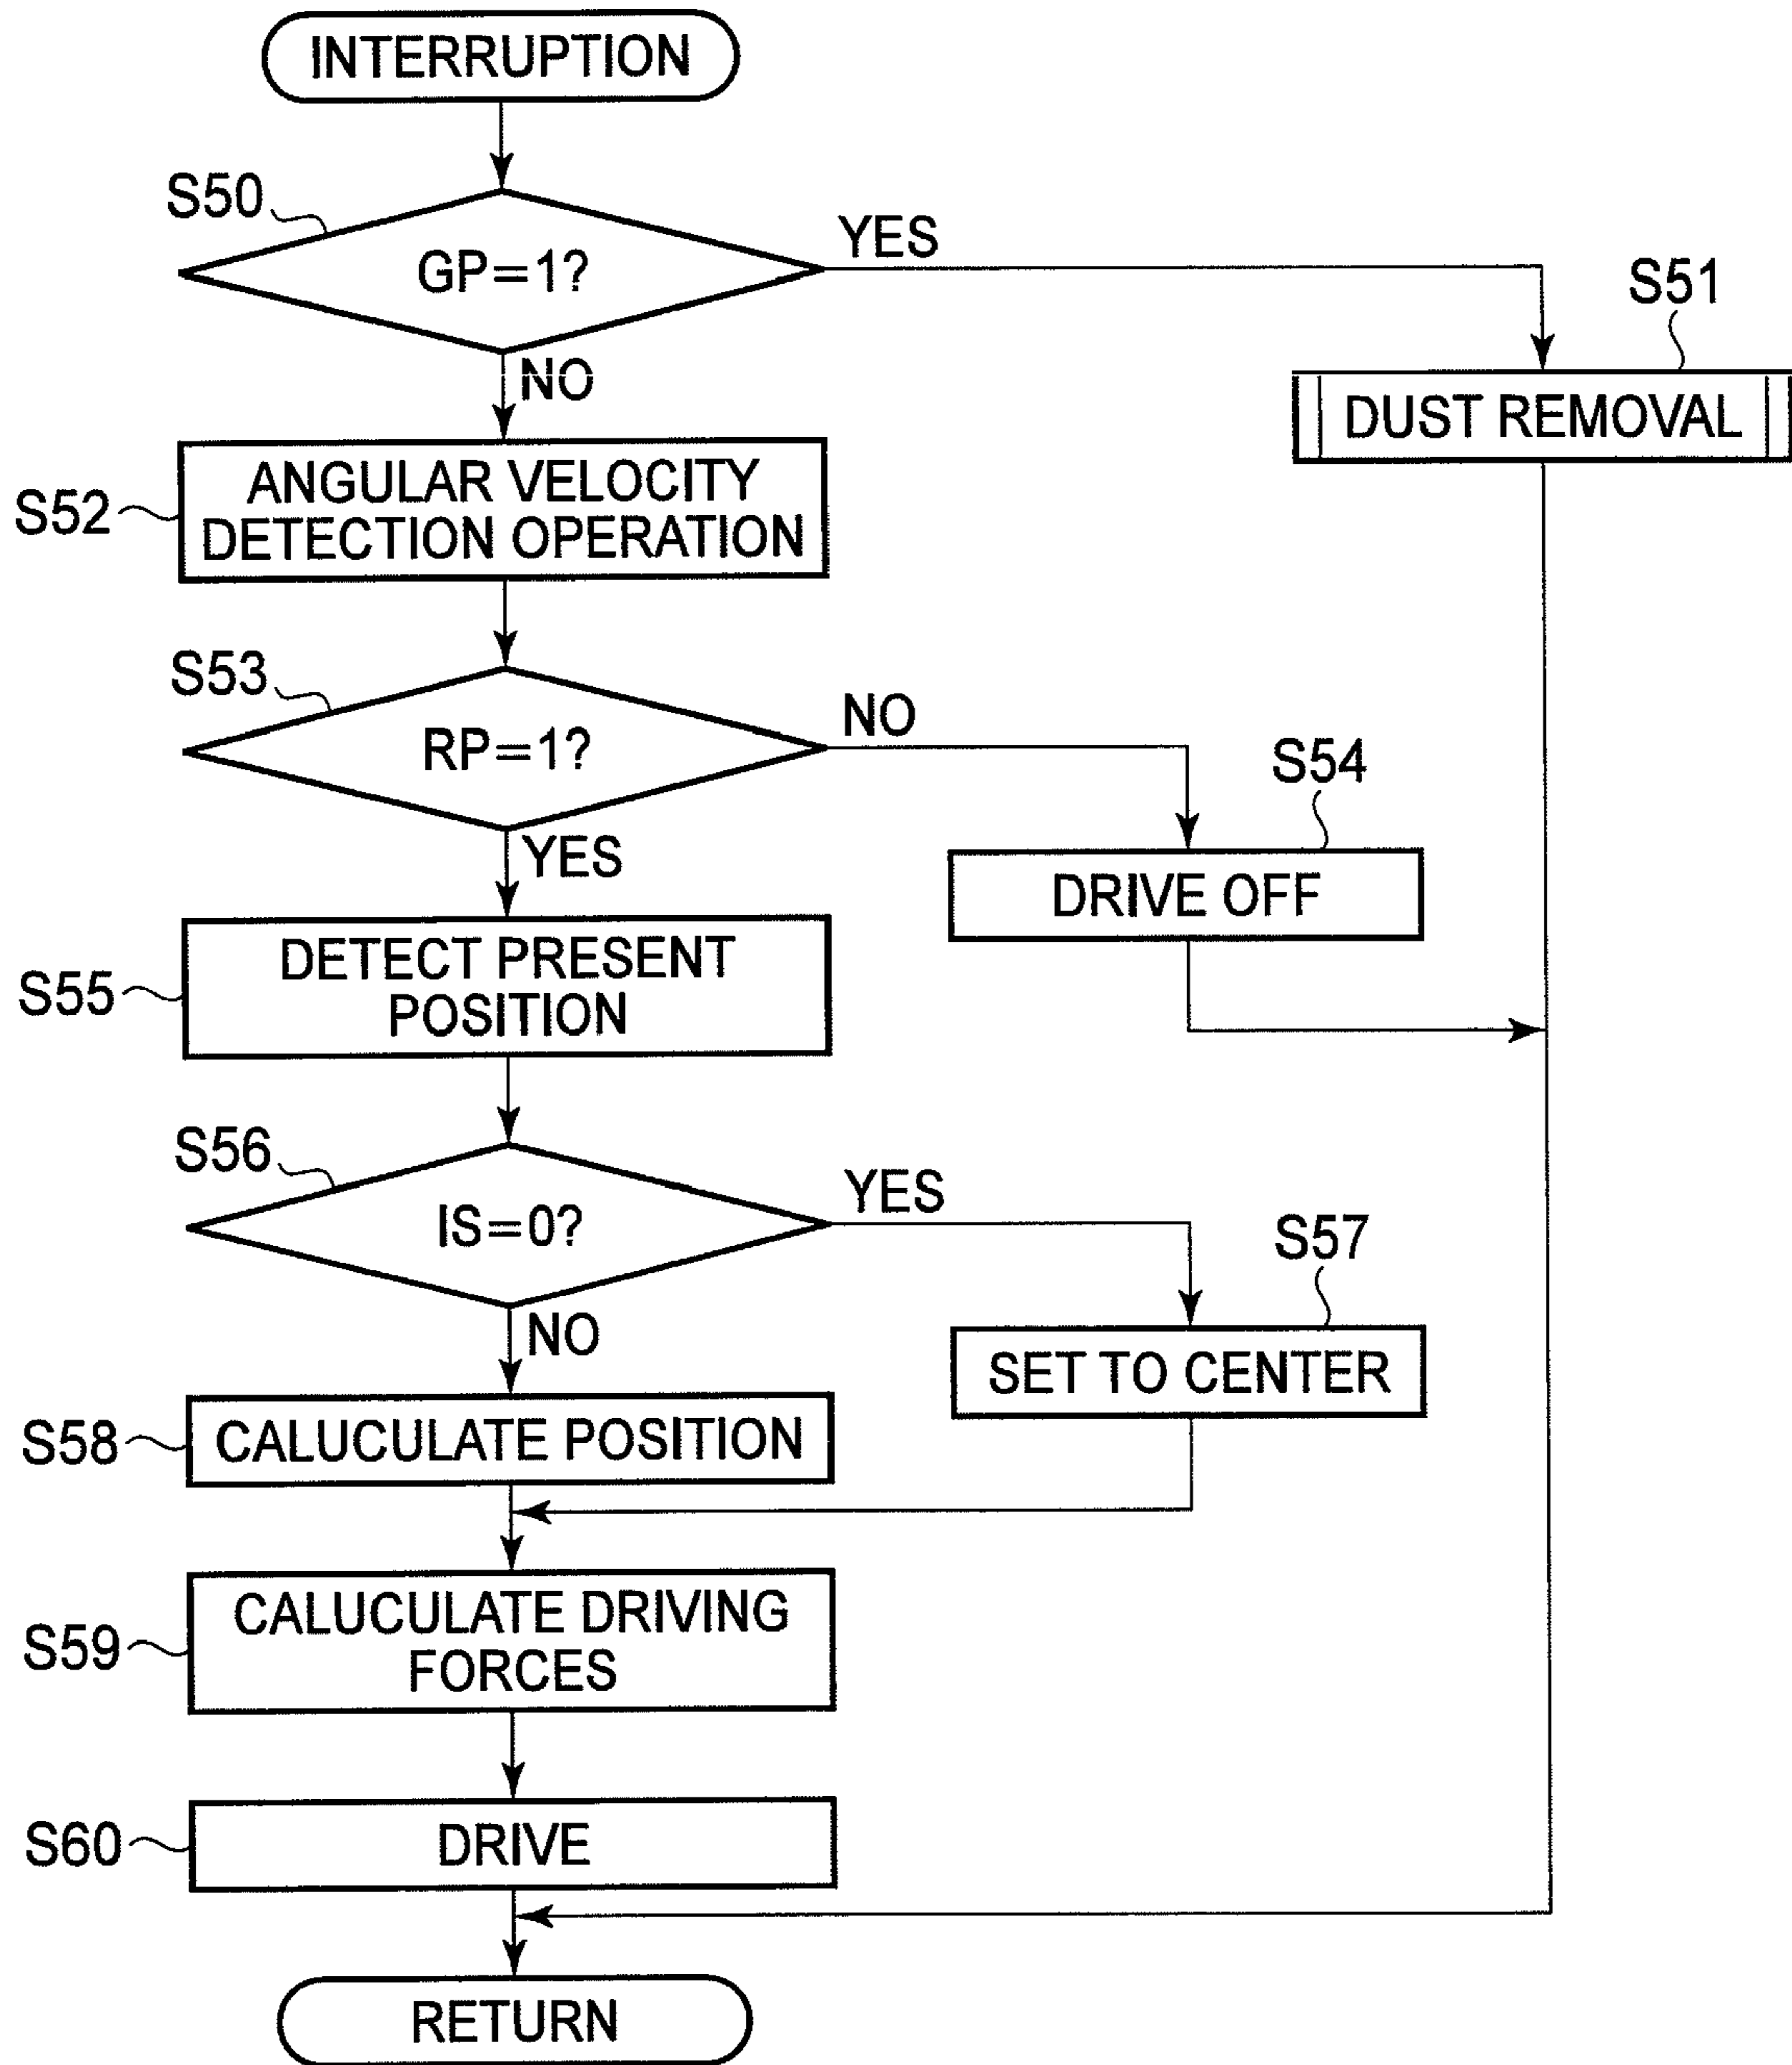 INTERRUPTION
S50
GP=1?
YES
NO
S51
DUST REMOVAL
S52
ANGULAR VELOCITY
DETECTION OPERATION
S53
RP=1?
NO
YES
S54
DRIVE OFF
S55
DETECT PRESENT
POSITION
S56
IS=0?
YES
NO
S57
SET TO CENTER
S58
CALUCULATE POSITION
S59
CALUCULATE DRIVING
FORCES
S60
DRIVE
RETURN